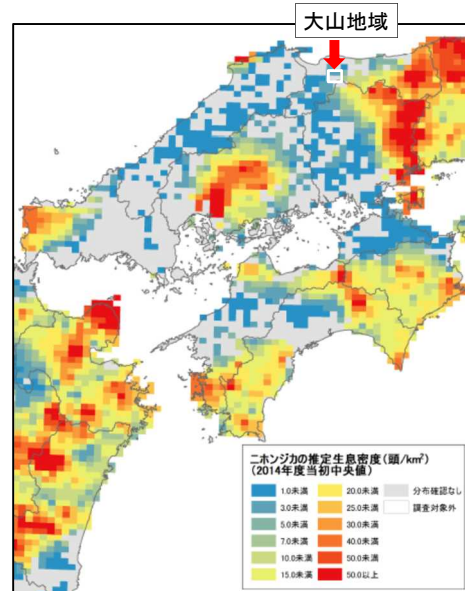 大山地域
ニホンジカの推定生息密度(頭/km²)
(2014年度当初中央値)
1.0未満
3.0未満
5.0未満
7.0未満
10.0未満
15.0未満
20.0未満
25.0未満
30.0未満
40.0未満
50.0未満
50.0以上
分布確認なし
調査対象外